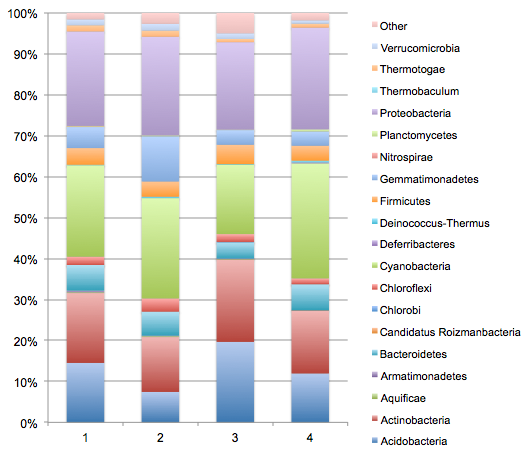 100%
90%
80%
70%
60%
50%
40%
30%
20%
10%
0%
1 2 3 4
Other
Verrucomicrobia
Thermotogae
Thermobaculum
Proteobacteria
Planctomycetes
Nitrospirae
Gemmatimonadetes
Firmicutes
Deinococcus-Thermus
Deferribacteres
Cyanobacteria
Chloroflexi
Chlorobi
Candidatus Roizmanbacteria
Bacteroidetes
Armatimonadetes
Aquificae
Actinobacteria
Acidobacteria